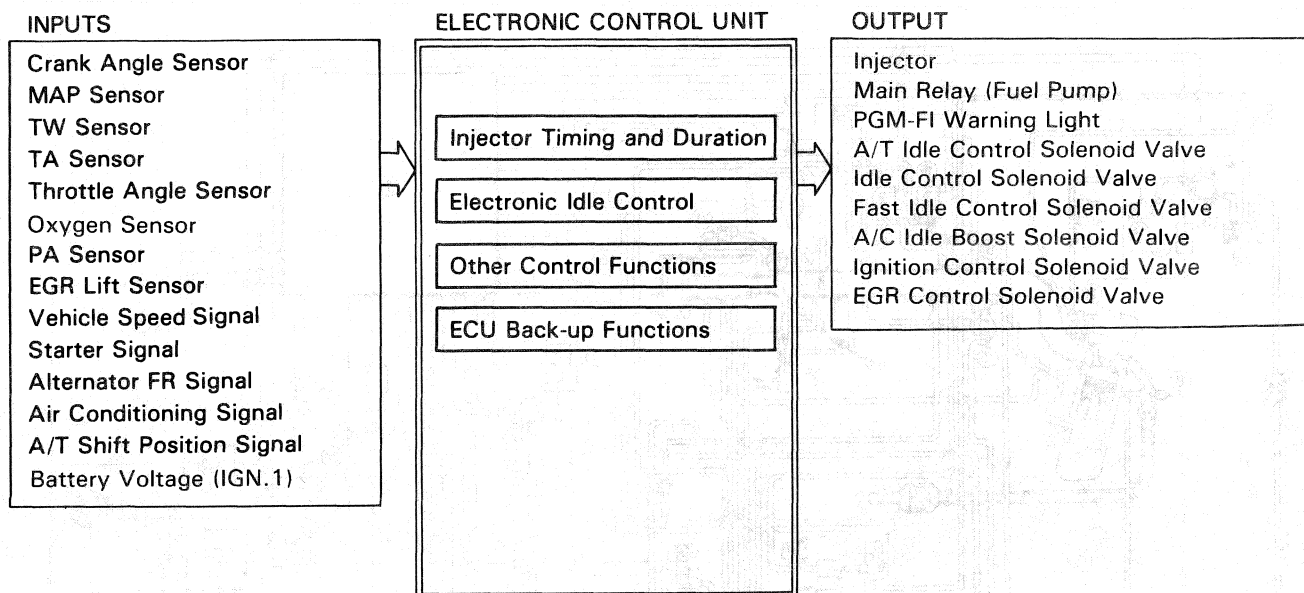 INPUTS
Crank Angle Sensor
MAP Sensor
TW Sensor
TA Sensor
Throttle Angle Sensor
Oxygen Sensor
PA Sensor
EGR Lift Sensor
Vehicle Speed Signal
Starter Signal
Alternator FR Signal
Air Conditioning Signal
A/T Shift Position Signal
Battery Voltage (IGN.1)
ELECTRONIC CONTROL UNIT
Injector Timing and Duration
Electronic Idle Control
Other Control Functions
ECU Back-up Functions
OUTPUT
Injector
Main Relay (Fuel Pump)
PGM-FI Warning Light
A/T Idle Control Solenoid Valve
Idle Control Solenoid Valve
Fast Idle Control Solenoid Valve
A/C Idle Boost Solenoid Valve
Ignition Control Solenoid Valve
EGR Control Solenoid Valve